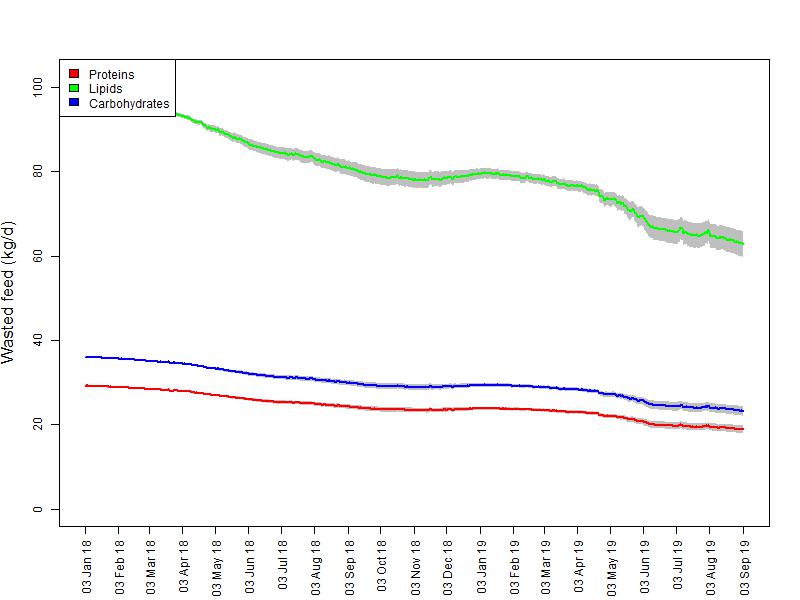 Proteins
Lipids
Carbohydrates
Wasted feed (kg/d)
100
80
60
40
20
0
03 Jan 18
03 Feb 18
03 Mar 18
03 Apr 18
03 May 18
03 Jun 18
03 Jul 18
03 Aug 18
03 Sep 18
03 Oct 18
03 Nov 18
03 Dec 18
03 Jan 19
03 Feb 19
03 Mar 19
03 Apr 19
03 May 19
03 Jun 19
03 Jul 19
03 Aug 19
03 Sep 19